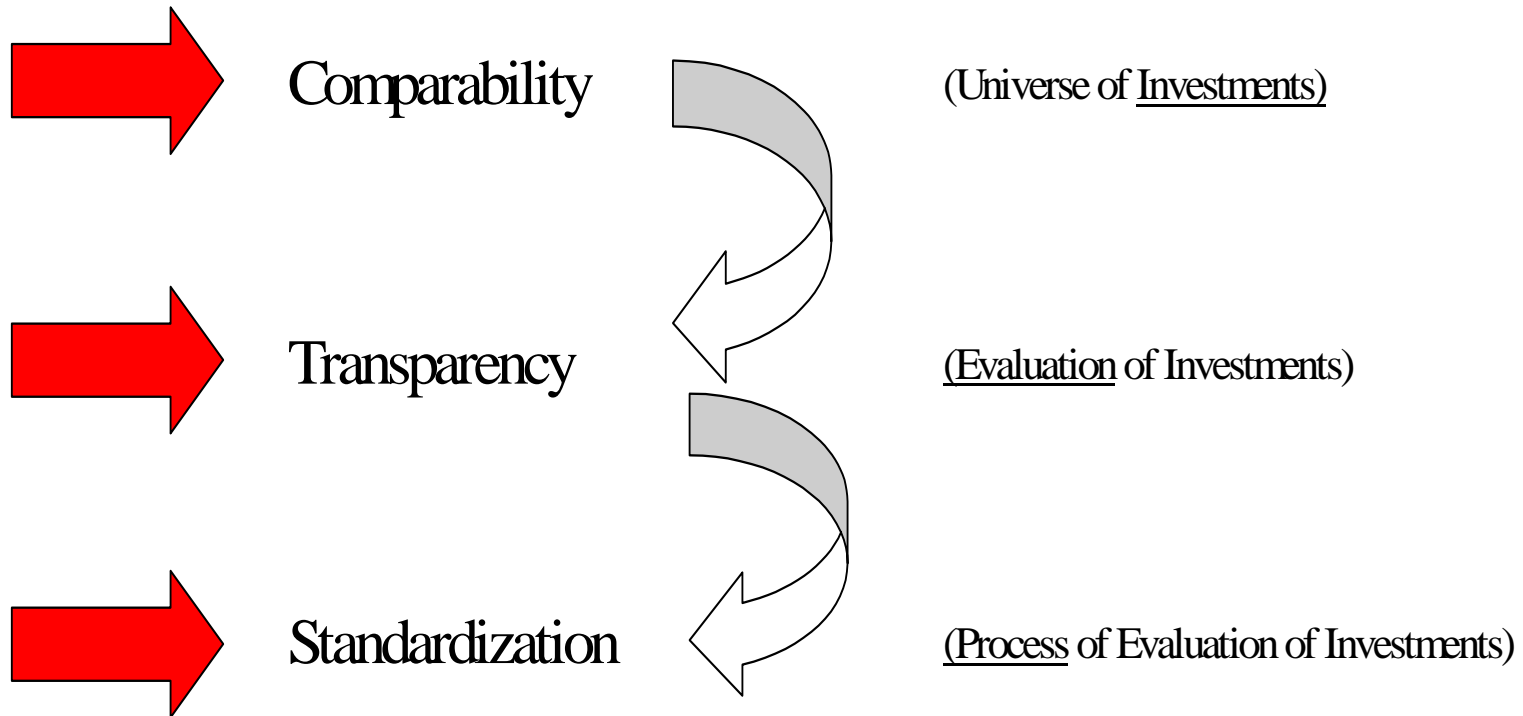 Comparability (Universe of Investments)
Transparency (Evaluation of Investments)
Standardization (Process of Evaluation of Investments)